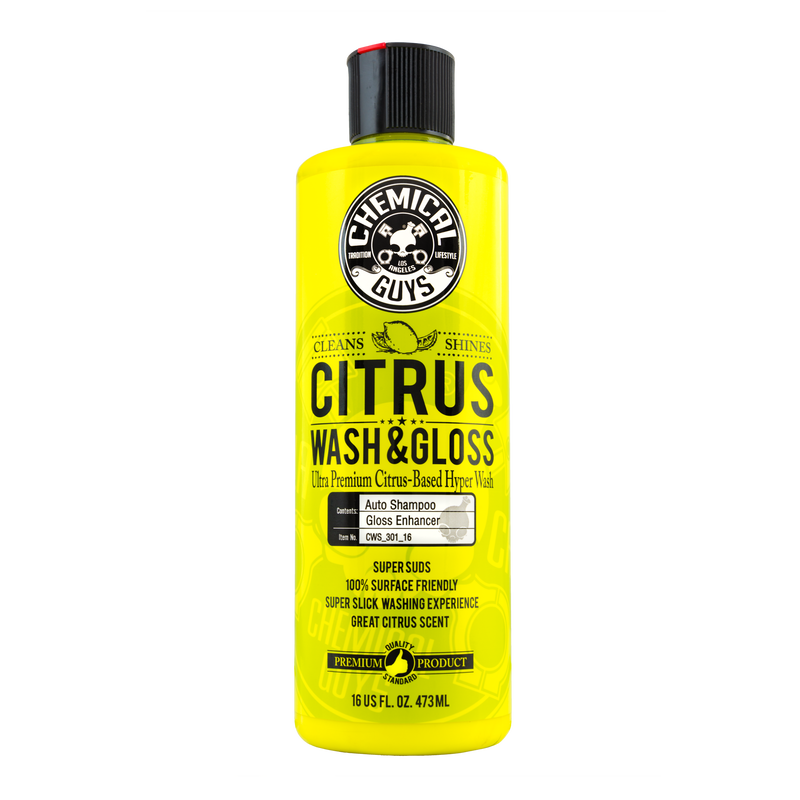 CHEMICAL
TRADITION LIFESTYLE
LOS
ANGELES
GUYS
CLEANS SHINES
CITRUS
WASH & GLOSS
Ultra Premium Citrus-Based Hyper Wash
Contents: Auto Shampoo
Gloss Enhancer
Item No. CWS_301_16
SUPER SUDS
100% SURFACE FRIENDLY
SUPER SLICK WASHING EXPERIENCE
GREAT CITRUS SCENT
QUALITY
PREMIUM PRODUCT
STANDARD
16 US FL. OZ. 473ML
CHEMICAL
GUYS